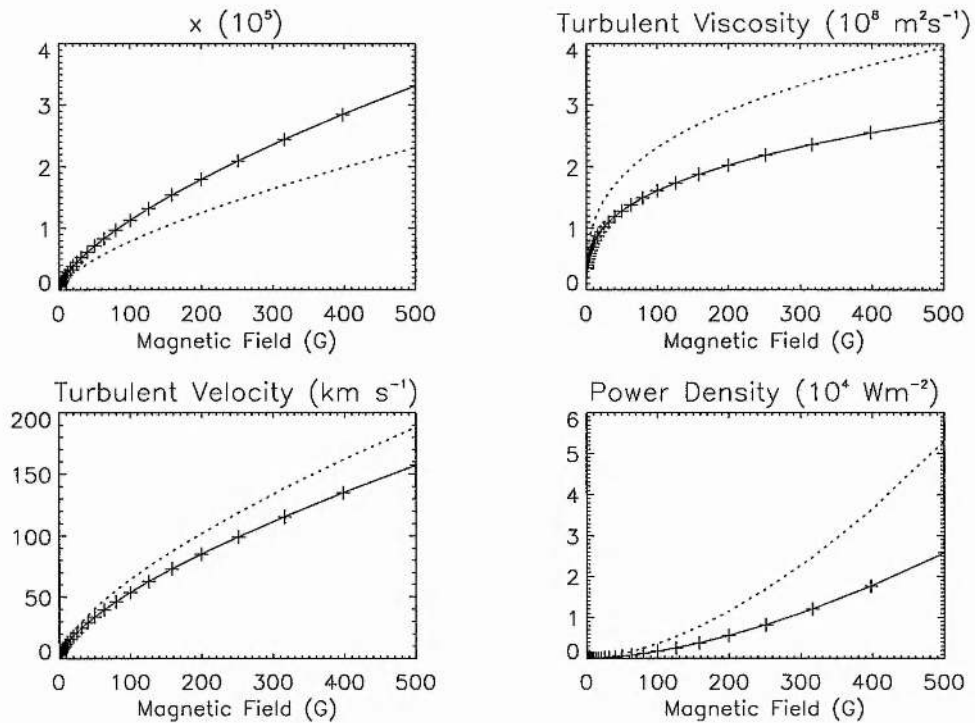 x (10⁵)
4
3
2
1
0
0 100 200 300 400 500
Magnetic Field (G)
Turbulent Viscosity (10⁸ m²s⁻¹)
4
3
2
1
0
0 100 200 300 400 500
Magnetic Field (G)
Turbulent Velocity (km s⁻¹)
200
150
100
50
0
0 100 200 300 400 500
Magnetic Field (G)
Power Density (10⁴ Wm⁻²)
6
5
4
3
2
1
0
0 100 200 300 400 500
Magnetic Field (G)